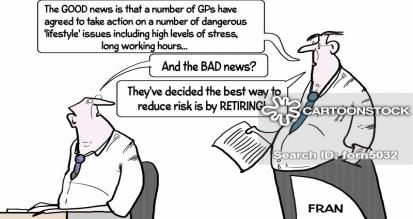 The GOOD news is that a number of GPs have
agreed to take action on a number of dangerous
'lifestyle' issues including high levels of stress,
long working hours...
And the BAD news?
They've decided the best way to
reduce risk is by RETIRING!
CARTOONSTOCK
Search ID: forn5032
FRAN